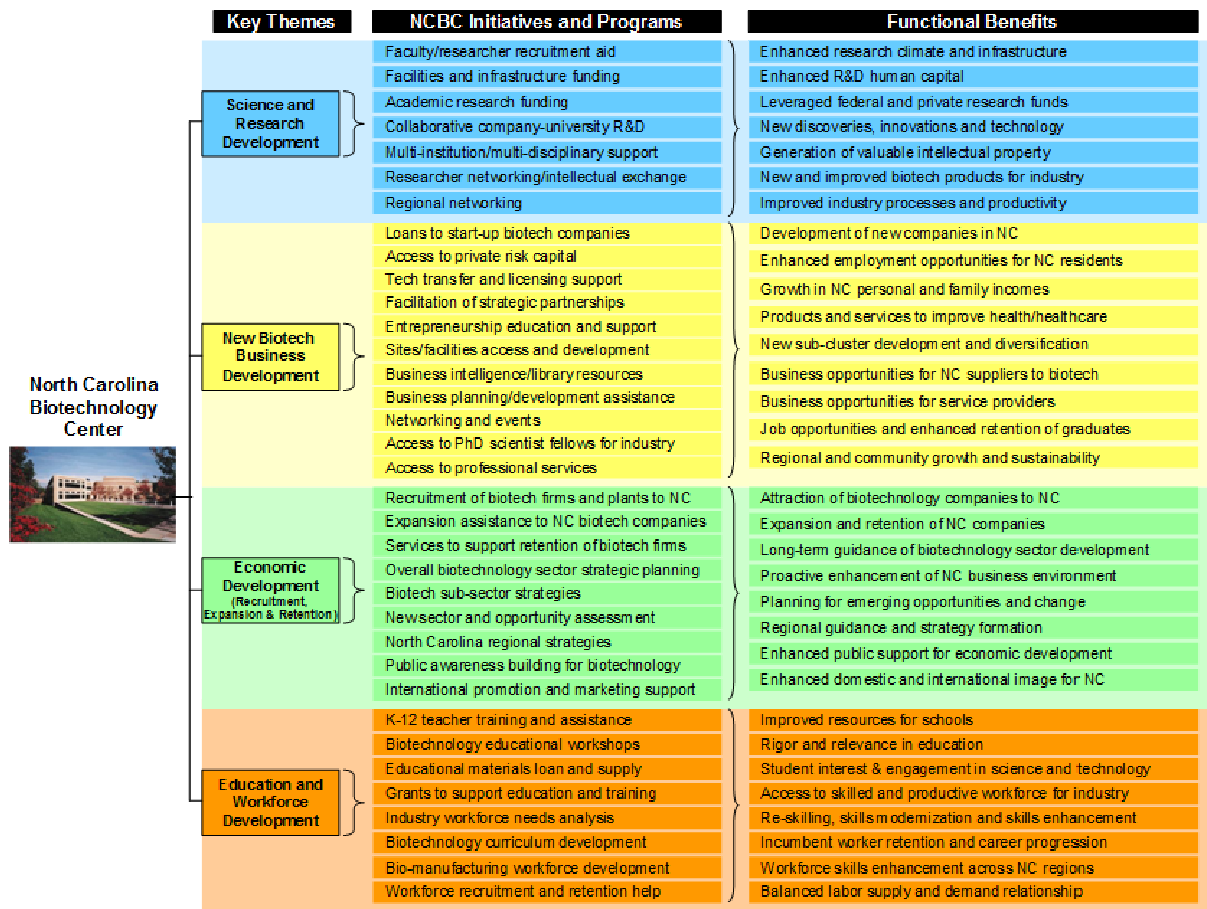 Key Themes
NCBC Initiatives and Programs
Functional Benefits
North Carolina
Biotechnology
Center
Science and
Research
Development
Faculty/researcher recruitment aid
Facilities and infrastructure funding
Academic research funding
Collaborative company-university R&D
Multi-institution/multi-disciplinary support
Researcher networking/intellectual exchange
Regional networking
Enhanced research climate and infrastructure
Enhanced R&D human capital
Leveraged federal and private research funds
New discoveries, innovations and technology
Generation of valuable intellectual property
New and improved biotech products for industry
Improved industry processes and productivity
New Biotech
Business
Development
Loans to start-up biotech companies
Access to private risk capital
Tech transfer and licensing support
Facilitation of strategic partnerships
Entrepreneurship education and support
Sites/facilities access and development
Business intelligence/library resources
Business planning/development assistance
Networking and events
Access to PhD scientist fellows for industry
Access to professional services
Development of new companies in NC
Enhanced employment opportunities for NC residents
Growth in NC personal and family incomes
Products and services to improve health/healthcare
New sub-cluster development and diversification
Business opportunities for NC suppliers to biotech
Business opportunities for service providers
Job opportunities and enhanced retention of graduates
Regional and community growth and sustainability
Economic
Development
(Recruitment,
Expansion & Retention)
Recruitment of biotech firms and plants to NC
Expansion assistance to NC biotech companies
Services to support retention of biotech firms
Overall biotechnology sector strategic planning
Biotech sub-sector strategies
New sector and opportunity assessment
North Carolina regional strategies
Public awareness building for biotechnology
International promotion and marketing support
Attraction of biotechnology companies to NC
Expansion and retention of NC companies
Long-term guidance of biotechnology sector development
Proactive enhancement of NC business environment
Planning for emerging opportunities and change
Regional guidance and strategy formation
Enhanced public support for economic development
Enhanced domestic and international image for NC
Education and
Workforce
Development
K-12 teacher training and assistance
Biotechnology educational workshops
Educational materials loan and supply
Grants to support education and training
Industry workforce needs analysis
Biotechnology curriculum development
Bio-manufacturing workforce development
Workforce recruitment and retention help
Improved resources for schools
Rigor and relevance in education
Student interest & engagement in science and technology
Access to skilled and productive workforce for industry
Re-skilling, skills modernization and skills enhancement
Incumbent worker retention and career progression
Workforce skills enhancement across NC regions
Balanced labor supply and demand relationship